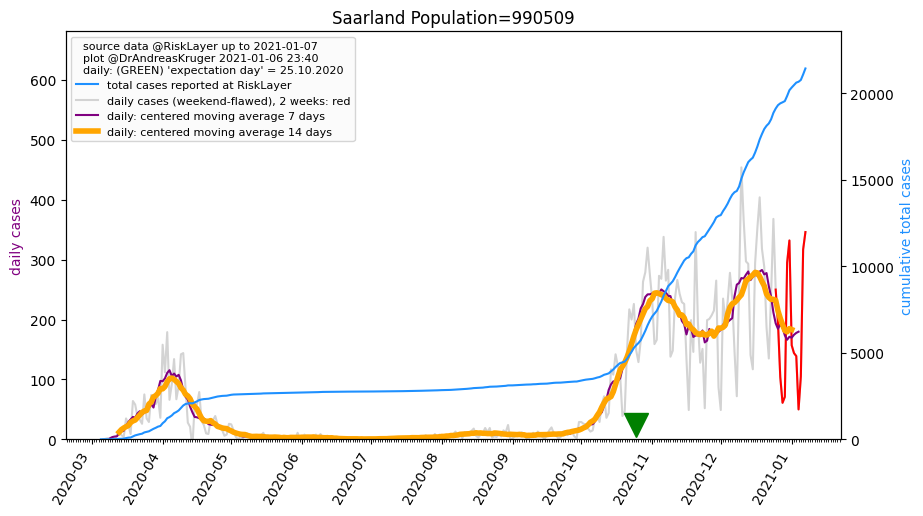 Saarland Population=990509
source data @RiskLayer up to 2021-01-07
plot @DrAndreasKruger 2021-01-06 23:40
daily: (GREEN) 'expectation day' = 25.10.2020
total cases reported at RiskLayer
daily cases (weekend-flawed), 2 weeks: red
daily: centered moving average 7 days
daily: centered moving average 14 days
daily cases
600
500
400
300
200
100
0
cumulative total cases
20000
15000
10000
5000
0
2020-03
2020-04
2020-05
2020-06
2020-07
2020-08
2020-09
2020-10
2020-11
2020-12
2021-01